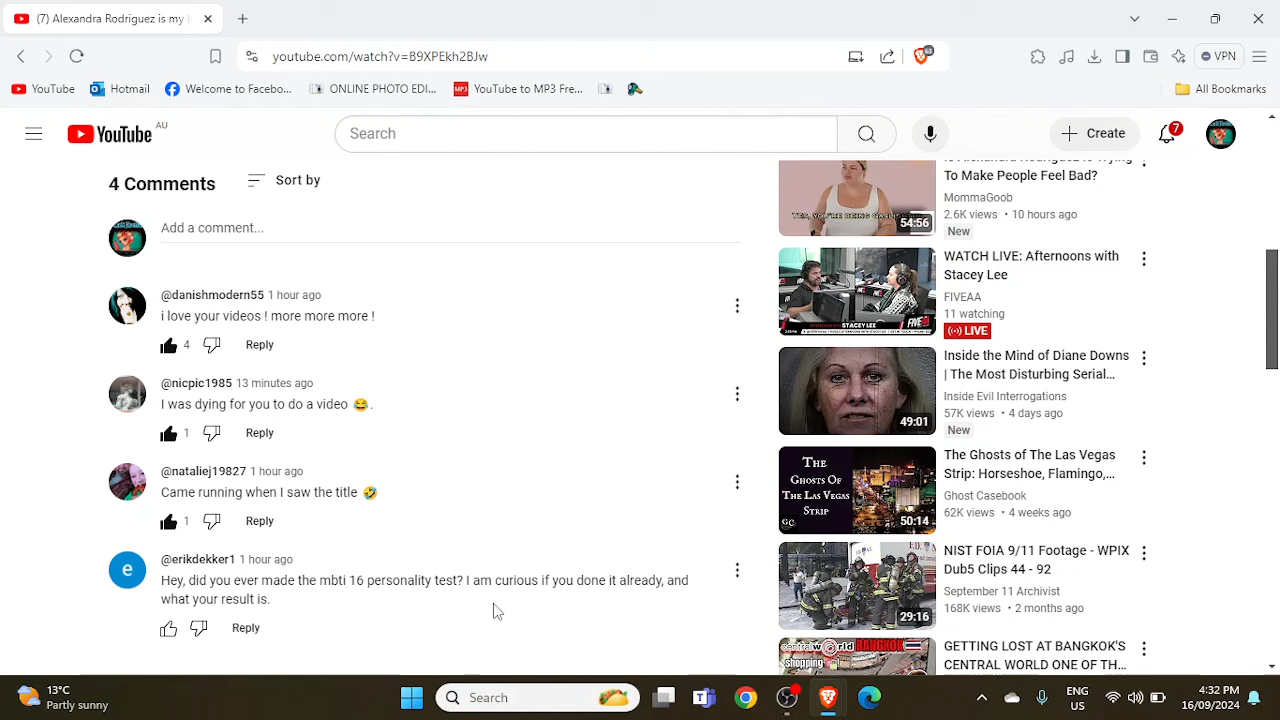 (7) Alexandra Rodriguez is my
youtube.com/watch?v=B9XPEkh2BJw
VPN
YouTube
Hotmail
Welcome to Facebo...
ONLINE PHOTO EDI...
MP3
YouTube to MP3 Fre...
All Bookmarks
YouTube AU
Search
Create
7
4 Comments
Sort by
Add a comment...
@danishmodern55 1 hour ago
i love your videos ! more more more !
4
Reply
@nicpic1985 13 minutes ago
I was dying for you to do a video 😂.
1
Reply
@nataliej19827 1 hour ago
Came running when I saw the title 🤣
1
Reply
e
@erikdekker1 1 hour ago
Hey, did you ever made the mbti 16 personality test? I am curious if you done it already, and
what your result is.
Reply
54:56
To Make People Feel Bad?
MommaGoob
2.6K views • 10 hours ago
New
WATCH LIVE: Afternoons with
Stacey Lee
FIVEAA
11 watching
LIVE
49:01
Inside the Mind of Diane Downs
| The Most Disturbing Serial...
Inside Evil Interrogations
57K views • 4 days ago
New
THE
GHOSTS
OF THE
LAS VEGAS
STRIP
GC
50:14
The Ghosts of The Las Vegas
Strip: Horseshoe, Flamingo,...
Ghost Casebook
62K views • 4 weeks ago
29:16
NIST FOIA 9/11 Footage - WPIX
Dub5 Clips 44 - 92
September 11 Archivist
168K views • 2 months ago
centralw rld BANGKOK
shopping
GETTING LOST AT BANGKOK'S
CENTRAL WORLD ONE OF TH...
13°C
Partly sunny
Search
ENG
US
16/09/2024